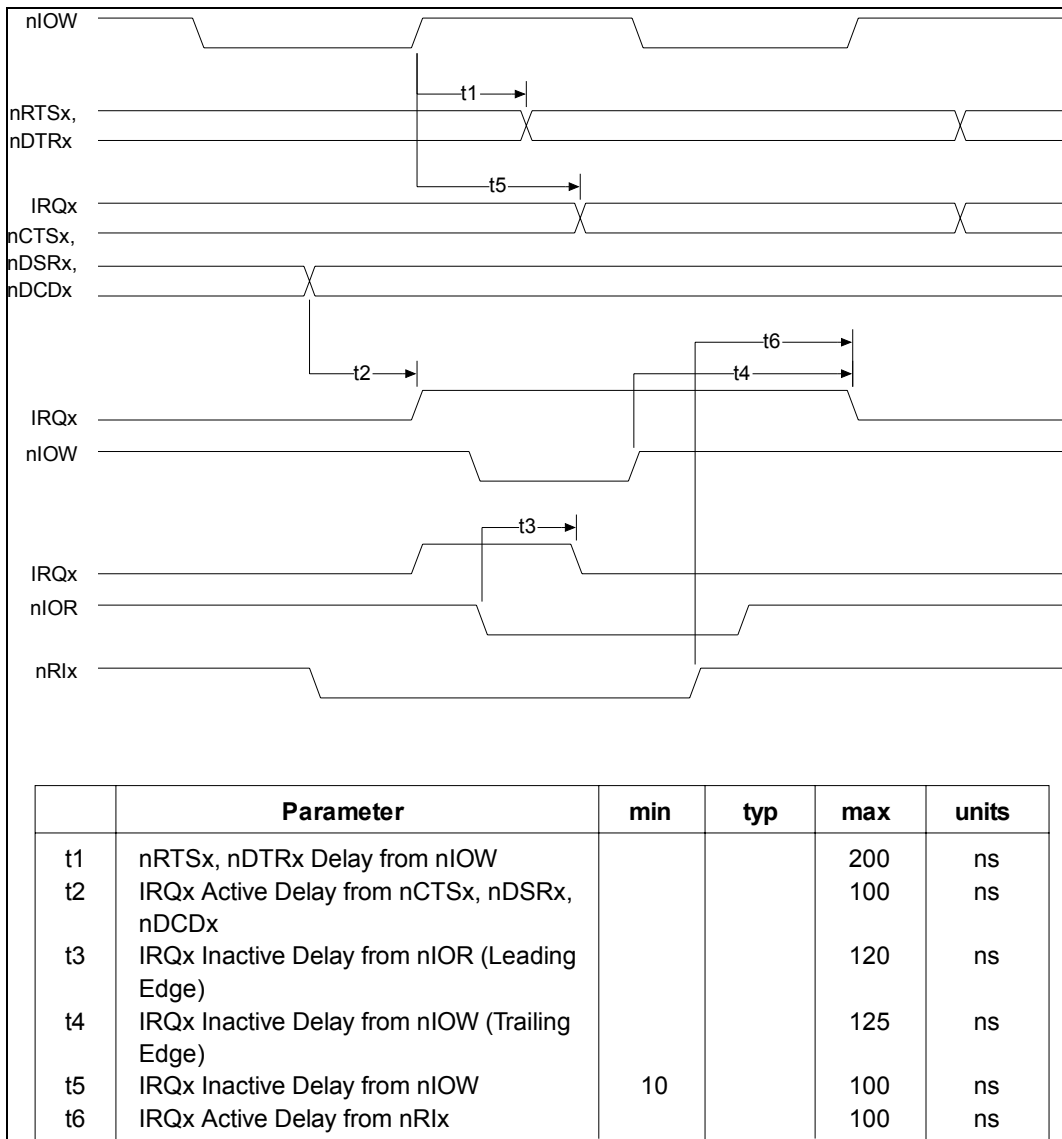 nIOW
t1
nRTSx,
nDTRx
t5
IRQx
nCTSx,
nDSRx,
nDCDx
t6
t2
t4
IRQx
nIOW
t3
IRQx
nIOR
nRIx
Parameter min typ max units
t1 nRTSx, nDTRx Delay from nIOW 200 ns
t2 IRQx Active Delay from nCTSx, nDSRx, 100 ns
nDCDx
t3 IRQx Inactive Delay from nIOR (Leading 120 ns
Edge)
t4 IRQx Inactive Delay from nIOW (Trailing 125 ns
Edge)
t5 IRQx Inactive Delay from nIOW 10 100 ns
t6 IRQx Active Delay from nRIx 100 ns